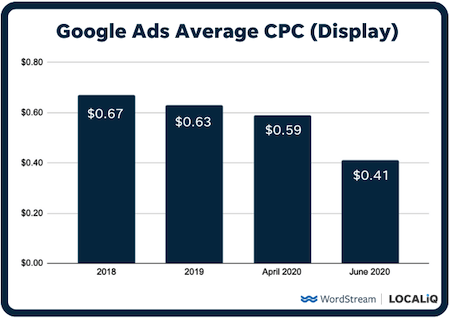 Google Ads Average CPC (Display)
$0.80
$0.60
$0.40
$0.20
$0.00
$0.67
$0.63
$0.59
$0.41
2018
2019
April 2020
June 2020
WordStream
LOCALiQ